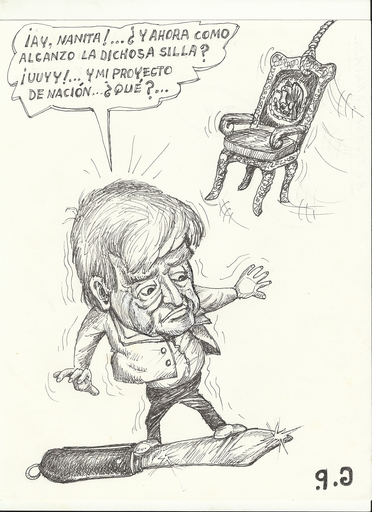 ¡AY, NANITA!...¿Y AHORA COMO
ALCANZO LA DICHOSA SILLA?
¡UUYY!... Y MI PROYECTO
DE NACIÓN...¿QUÉ?...
G.P.